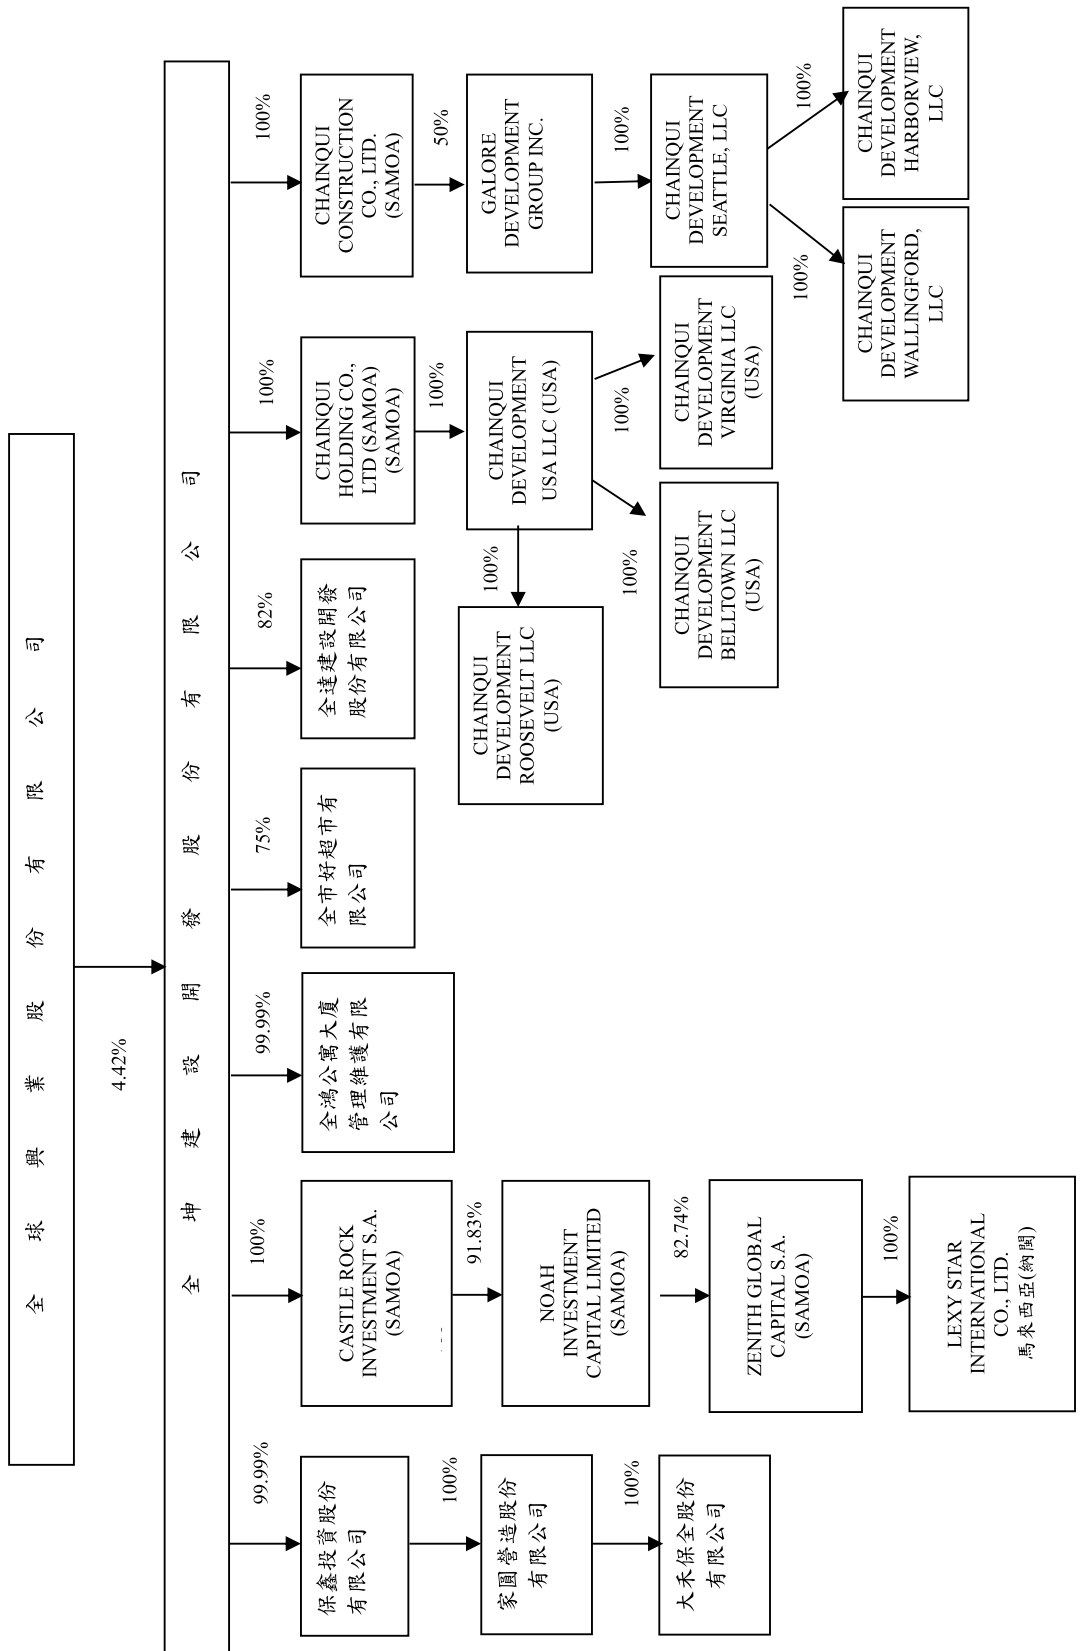 全球興業股份有限公司
4.42%
全坤建設開發股份有限公司
99.99%
100%
99.99%
75%
82%
100%
100%
保鑫投資股份
有限公司
CASTLE ROCK
INVESTMENT S.A.
(SAMOA)
全鴻公寓大廈
管理維護有限
公司
全市好超市有
限公司
全達建設開發
股份有限公司
CHAINQUI
HOLDING CO.,
LTD (SAMOA)
(SAMOA)
CHAINQUI
CONSTRUCTION
CO., LTD.
(SAMOA)
100%
91.83%
100%
50%
家圓營造股份
有限公司
NOAH
INVESTMENT
CAPITAL LIMITED
(SAMOA)
CHAINQUI
DEVELOPMENT
USA LLC (USA)
GALORE
DEVELOPMENT
GROUP INC.
100%
CHAINQUI
DEVELOPMENT
ROOSEVELT LLC
(USA)
100%
82.74%
100%
100%
100%
大禾保全股份
有限公司
ZENITH GLOBAL
CAPITAL S.A.
(SAMOA)
CHAINQUI
DEVELOPMENT
BELLTOWN LLC
(USA)
CHAINQUI
DEVELOPMENT
VIRGINIA LLC
(USA)
CHAINQUI
DEVELOPMENT
SEATTLE, LLC
100%
100%
100%
LEXY STAR
INTERNATIONAL
CO., LTD.
馬來西亞(納閩)
CHAINQUI
DEVELOPMENT
WALLINGFORD,
LLC
CHAINQUI
DEVELOPMENT
HARBORVIEW,
LLC